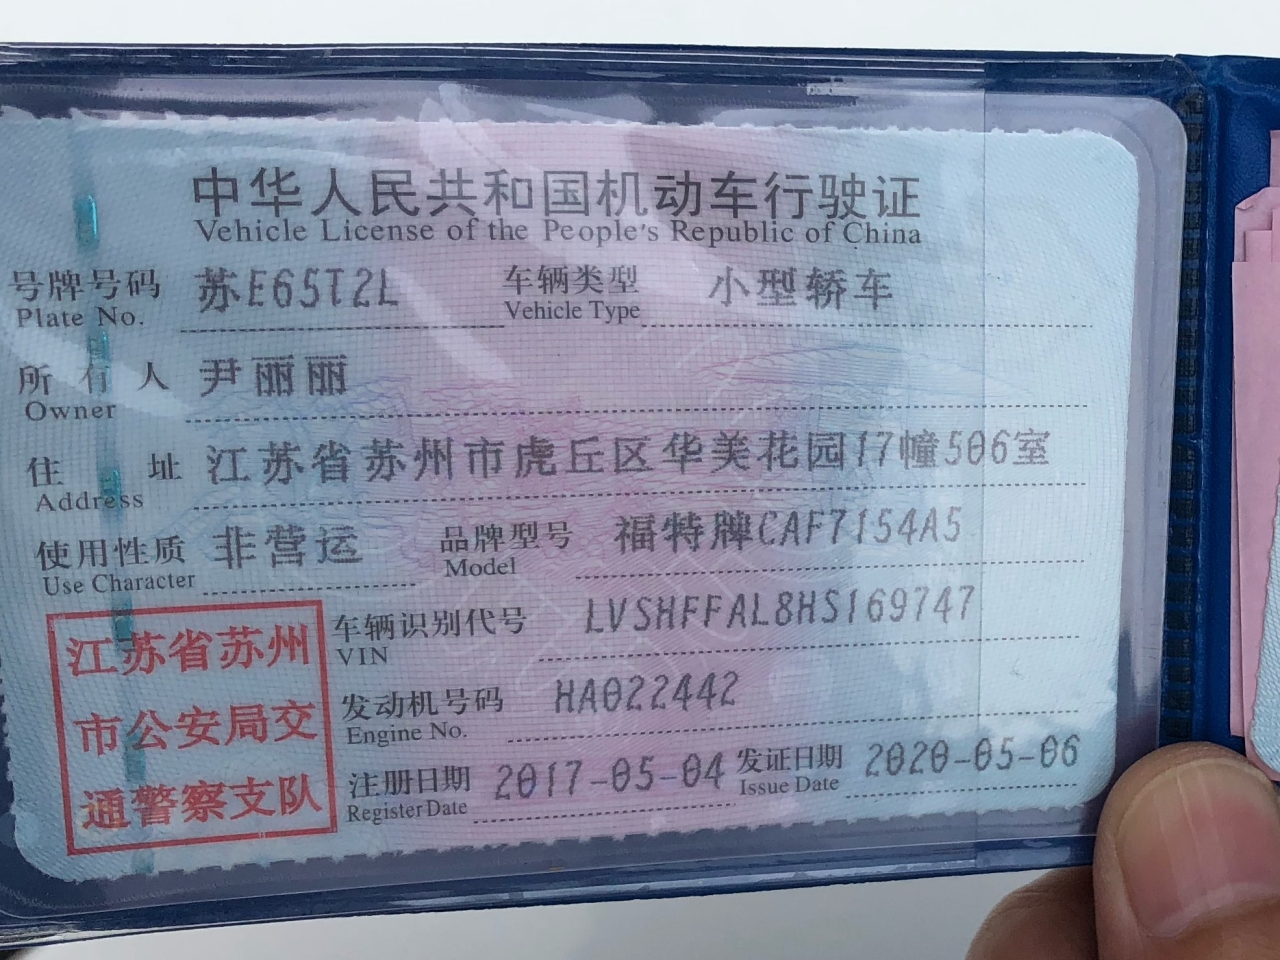 中华人民共和国机动车行驶证
Vehicle License of the People's Republic of China
号牌号码 苏E65T2L 车辆类型 小型轿车
Plate No. Vehicle Type
所有人 尹丽丽
Owner
住址 江苏省苏州市虎丘区华美花园17幢506室
Address
使用性质 非营运 品牌型号 福特牌CAF7154A5
Use Character Model
车辆识别代号 LVSHFFAL8HS169747
VIN
发动机号码 HA022442
Engine No.
注册日期 2017-05-04 发证日期 2020-05-06
Register Date Issue Date
江苏省苏州
市公安局交
通警察支队